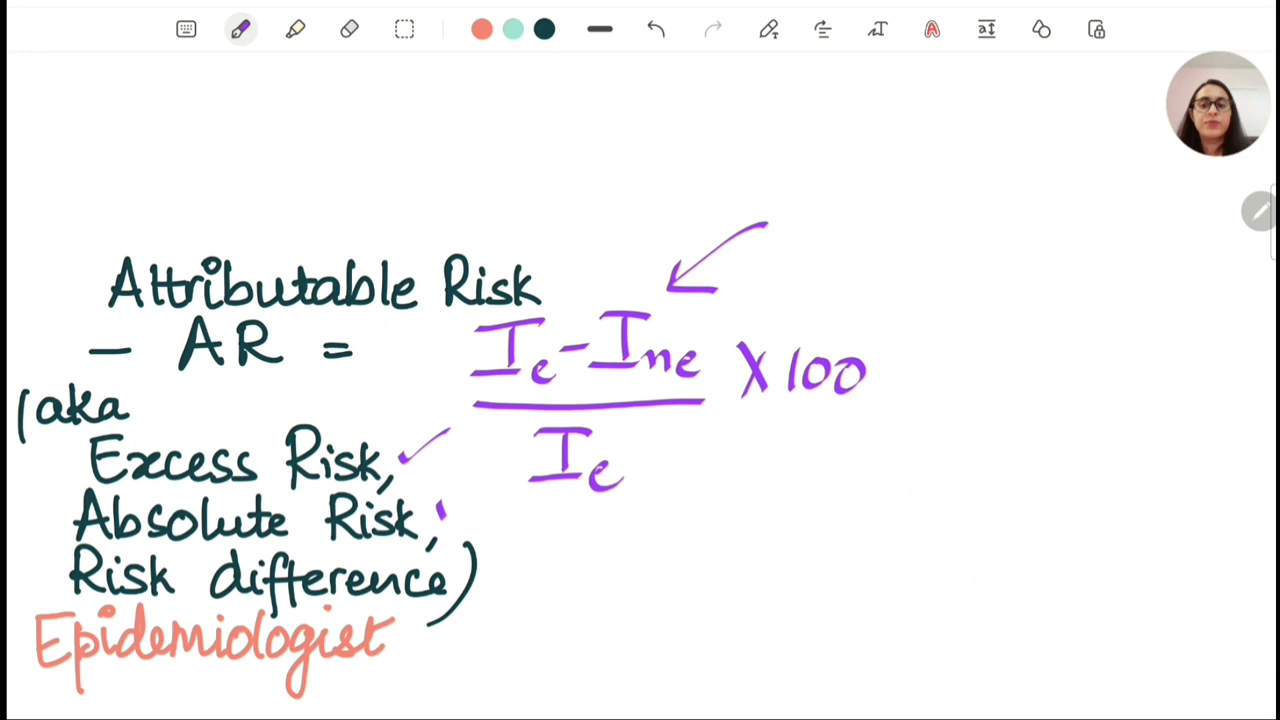 Attributable Risk
- AR = Ie - Ine / Ie X 100
(aka
Excess Risk,
Absolute Risk,
Risk difference)
Epidemiologist